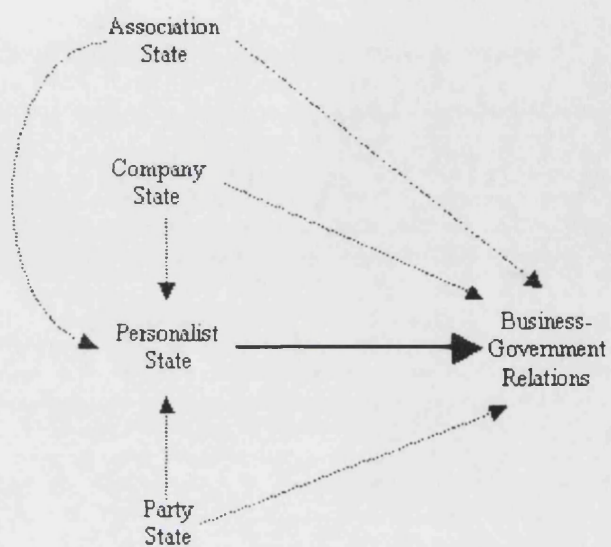 Association
State
Company
State
Personalist
State
Business-
Government
Relations
Party
State